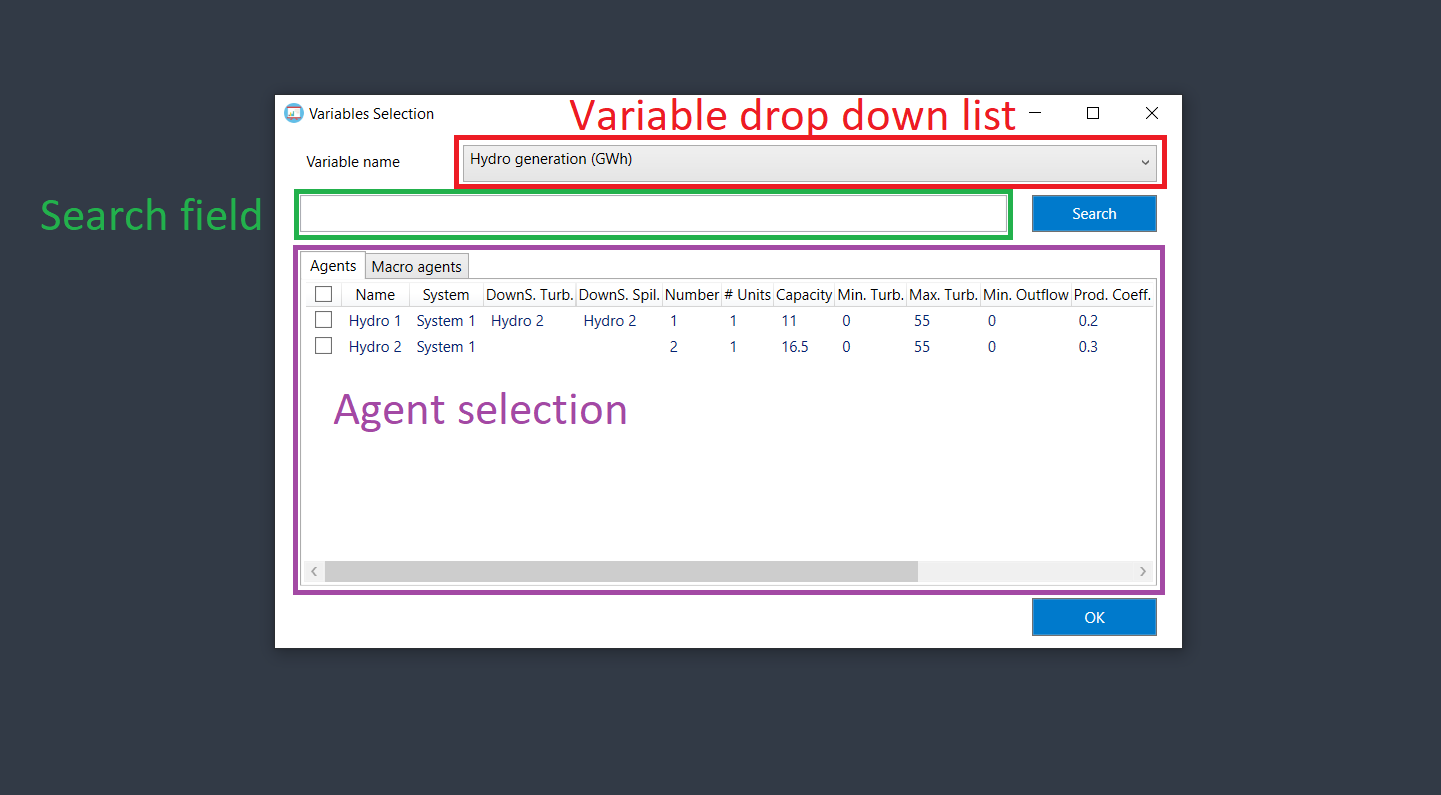 Variables Selection
Variable drop down list
Variable name
Hydro generation (GWh)
Search field
Search
Agents Macro agents
Name System DownS. Turb. DownS. Spil. Number # Units Capacity Min. Turb. Max. Turb. Min. Outflow Prod. Coeff.
Hydro 1 System 1 Hydro 2 Hydro 2 1 1 11 0 55 0 0.2
Hydro 2 System 1 2 1 16.5 0 55 0 0.3
Agent selection
OK